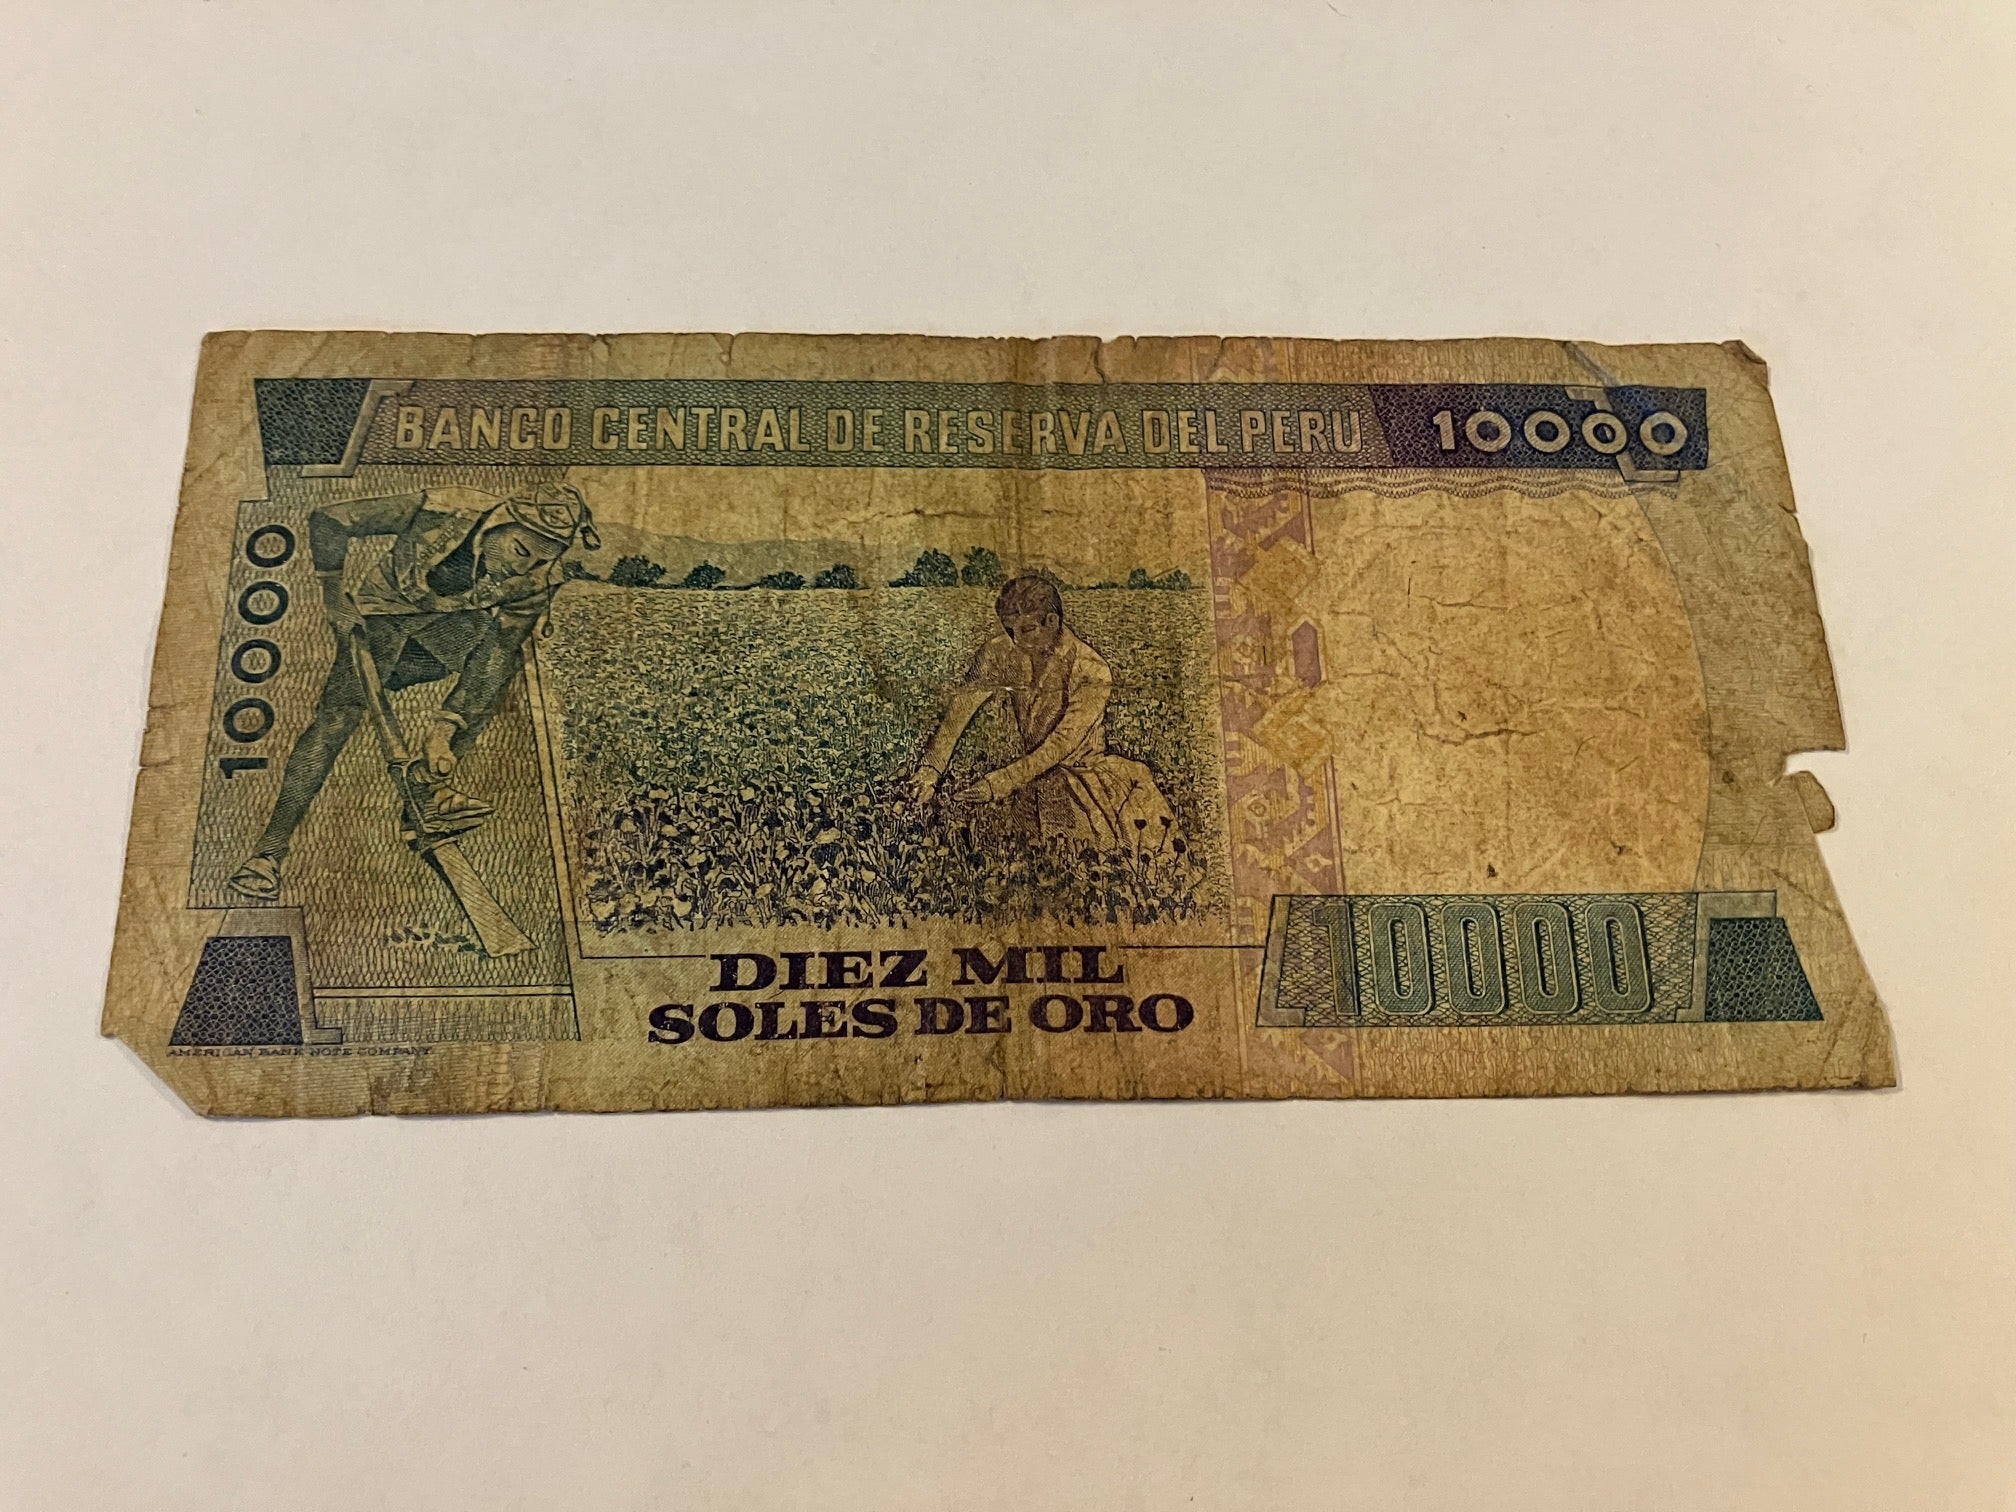 BANCO CENTRAL DE RESERVA DEL PERU
10000
10000
DIEZ MIL
SOLES DE ORO
10000
AMERICAN BANK NOTE COMPANY